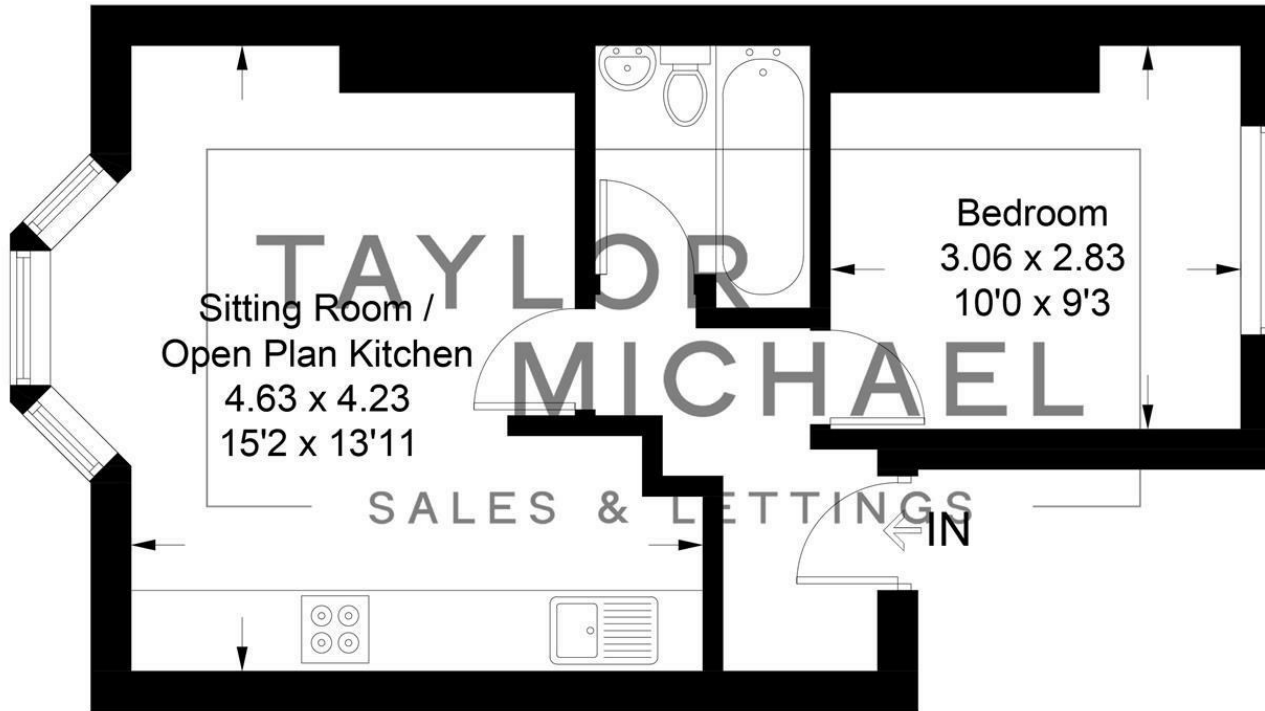 TAYLOR
MICHAEL
SALES & LETTINGS
Sitting Room /
Open Plan Kitchen
4.63 x 4.23
15'2 x 13'11
Bedroom
3.06 x 2.83
10'0 x 9'3
IN